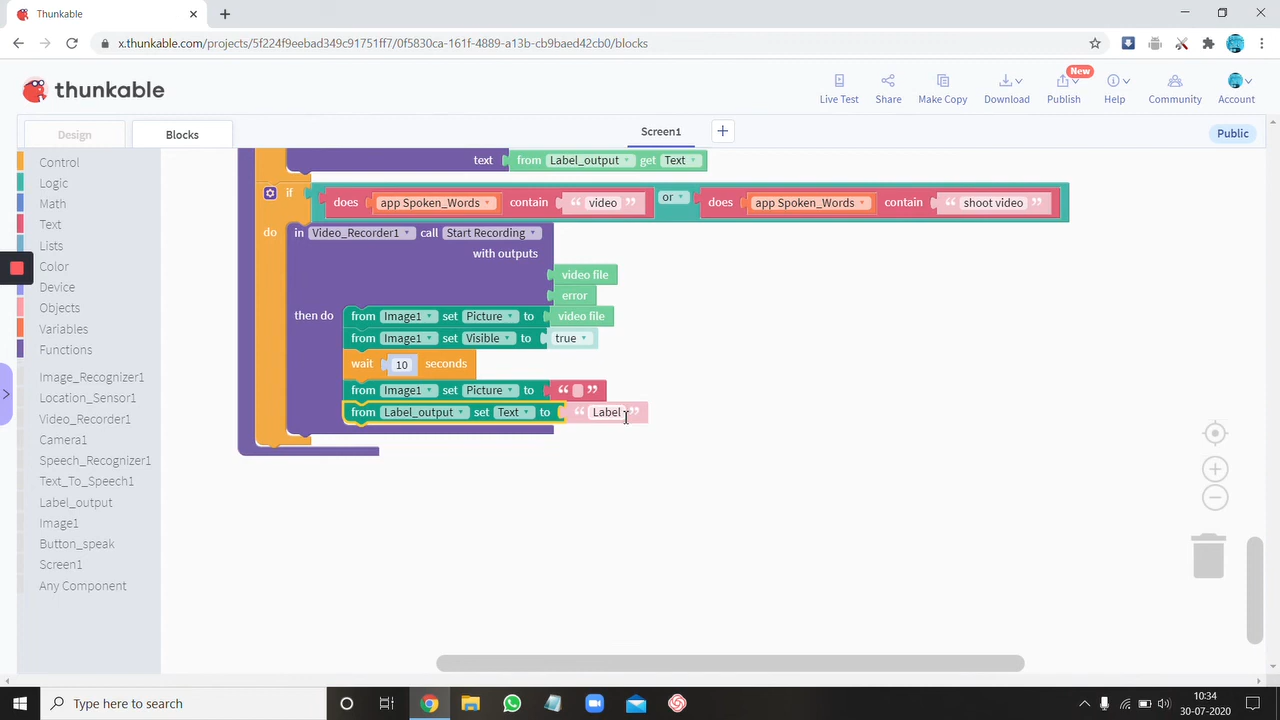 Thunkable
x.thunkable.com/projects/5f224f9eebad349c91751ff7/0f5830ca-161f-4889-a13b-cb9baed42cb0/blocks
thunkable
Live Test
Share
Make Copy
Download
New
Publish
Help
Community
Account
Design
Blocks
Screen1
Public
Control
Logic
Math
Text
Lists
Color
Device
Objects
Variables
Functions
Image_Recognizer1
Location_Sensor1
Video_Recorder1
Camera1
Speech_Recognizer1
Text_To_Speech1
Label_output
Image1
Button_speak
Screen1
Any Component
text from Label_output get Text
if does app Spoken_Words contain “ video ” or does app Spoken_Words contain “ shoot video ”
do in Video_Recorder1 call Start Recording
with outputs
video file
error
then do from Image1 set Picture to video file
from Image1 set Visible to true
wait 10 seconds
from Image1 set Picture to “ ”
from Label_output set Text to “ Label ”
Type here to search
10:34
30-07-2020